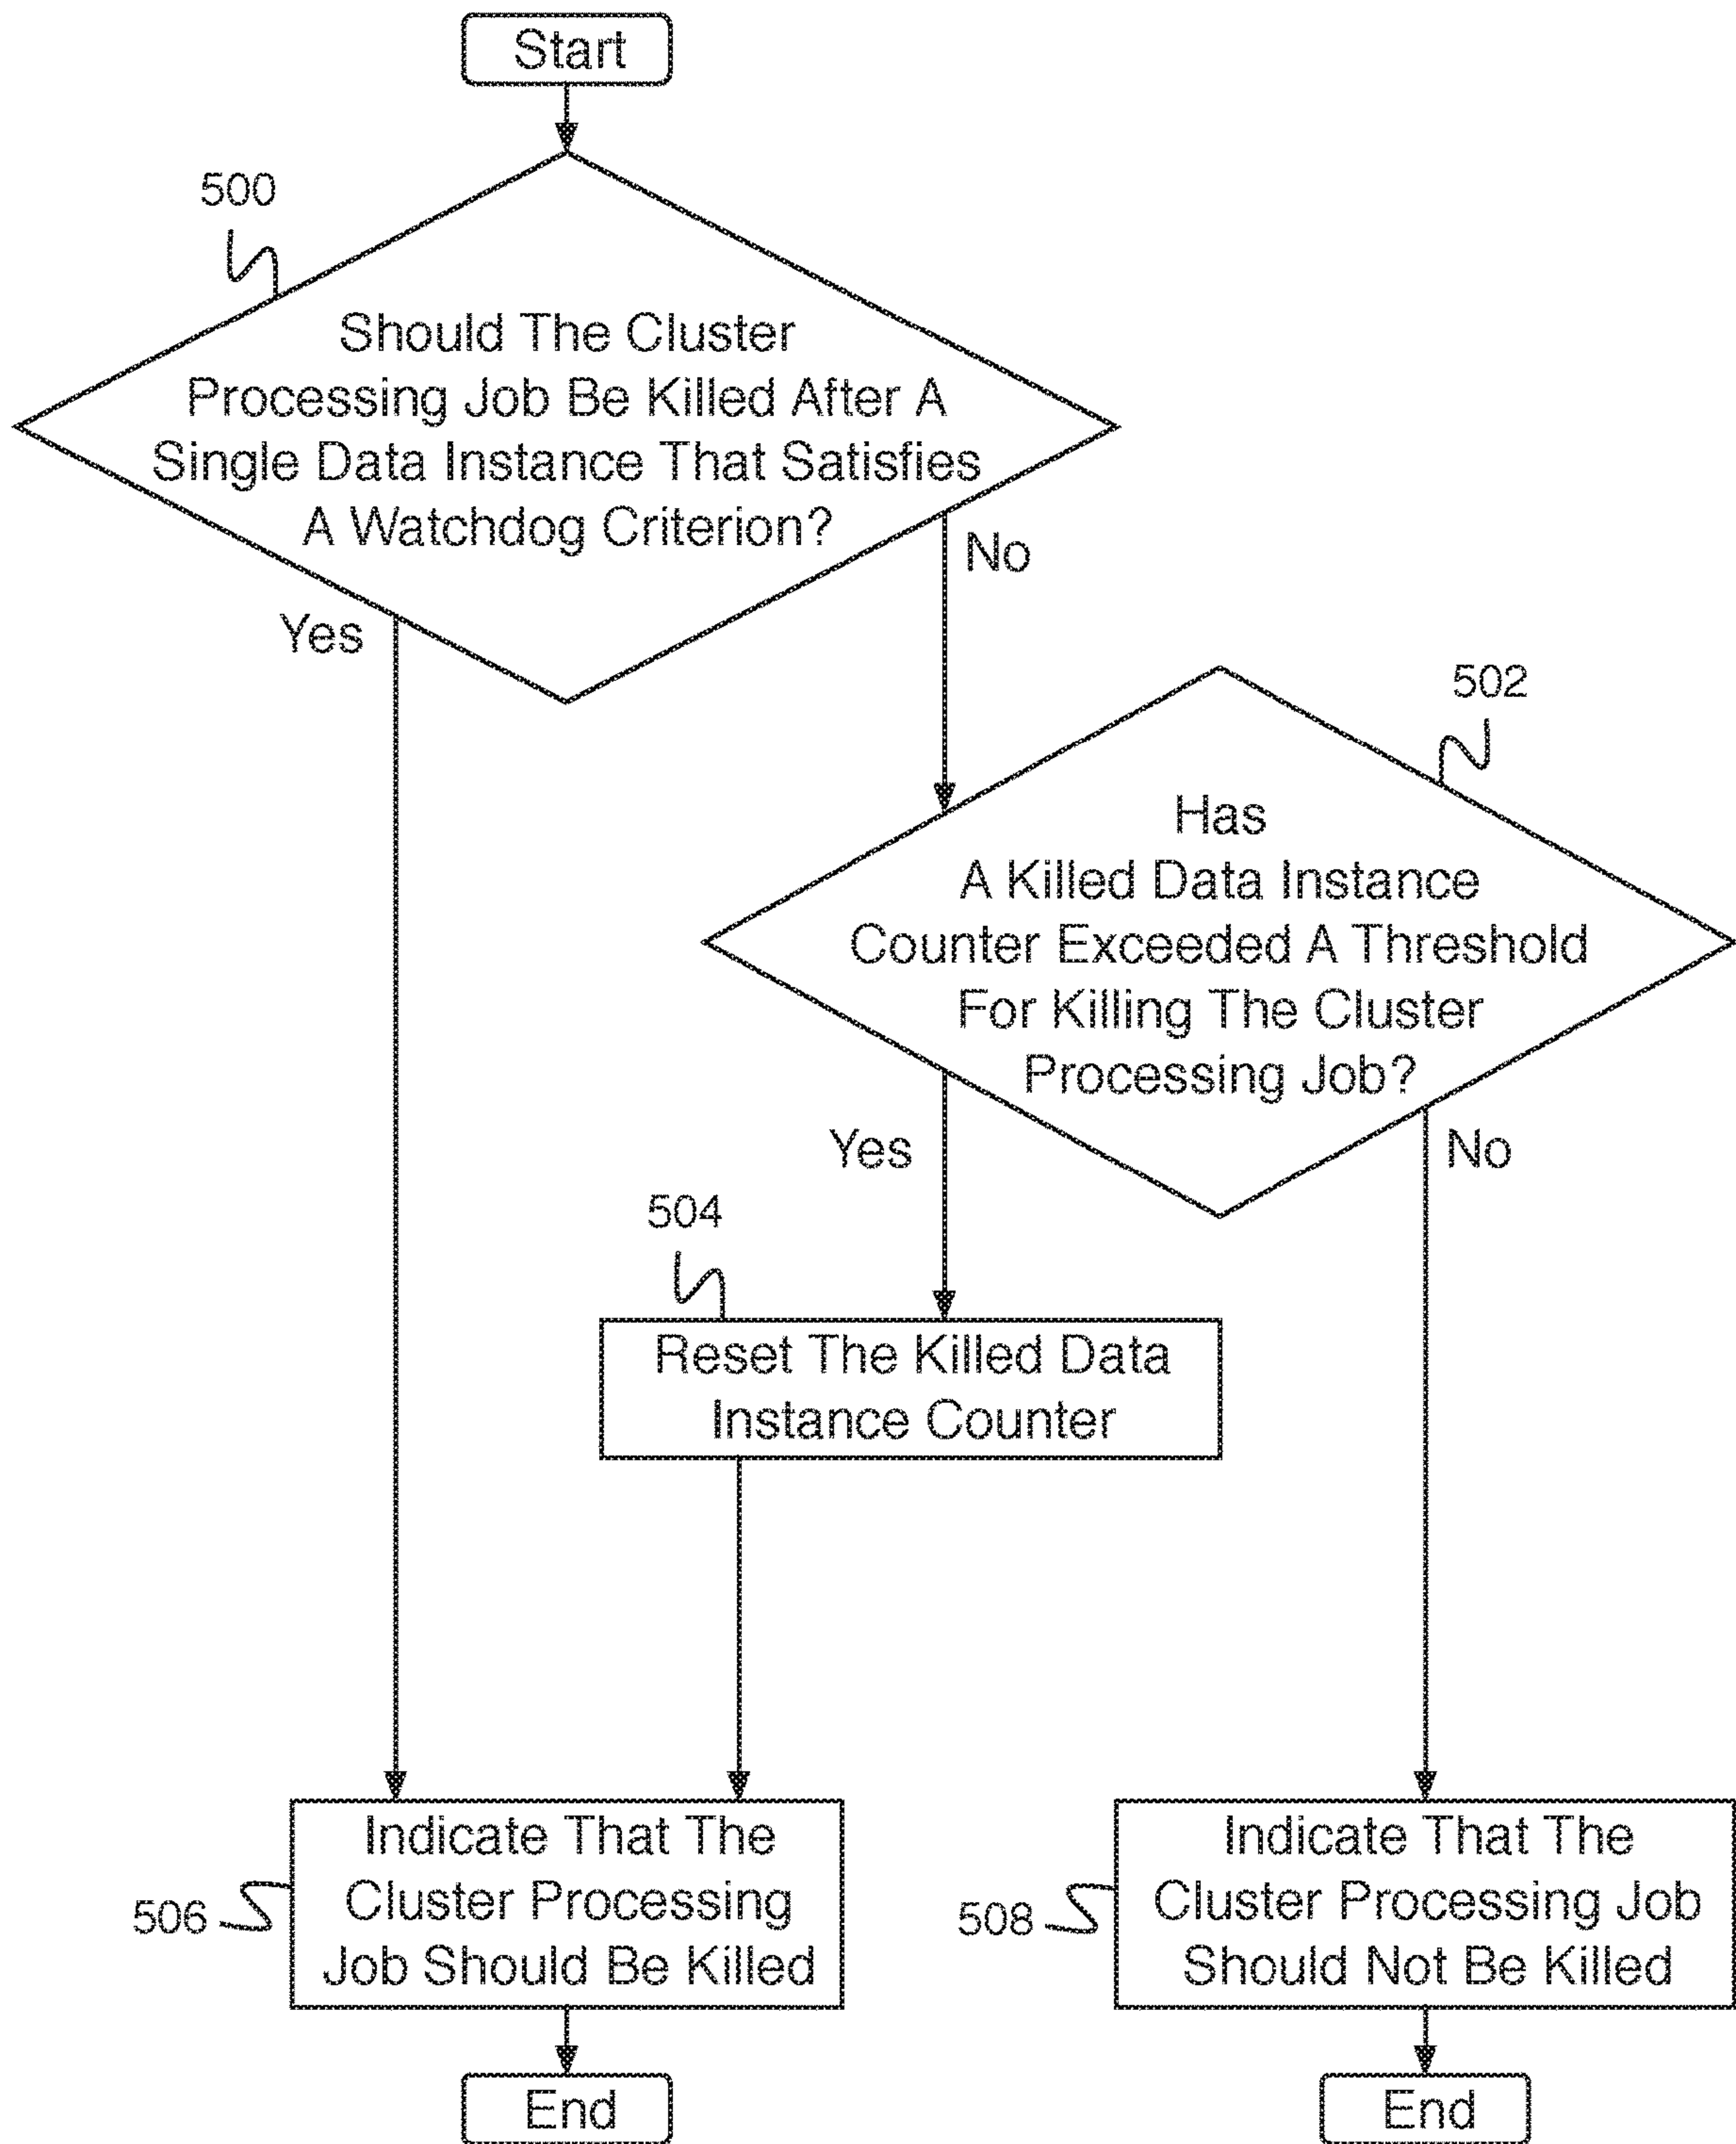 Start
500
Should The Cluster
Processing Job Be Killed After A
Single Data Instance That Satisfies
A Watchdog Criterion?
No
Yes
502
Has
A Killed Data Instance
Counter Exceeded A Threshold
For Killing The Cluster
Processing Job?
Yes
No
504
Reset The Killed Data
Instance Counter
Indicate That The
Cluster Processing
Job Should Be Killed
506
Indicate That The
Cluster Processing Job
Should Not Be Killed
508
End
End